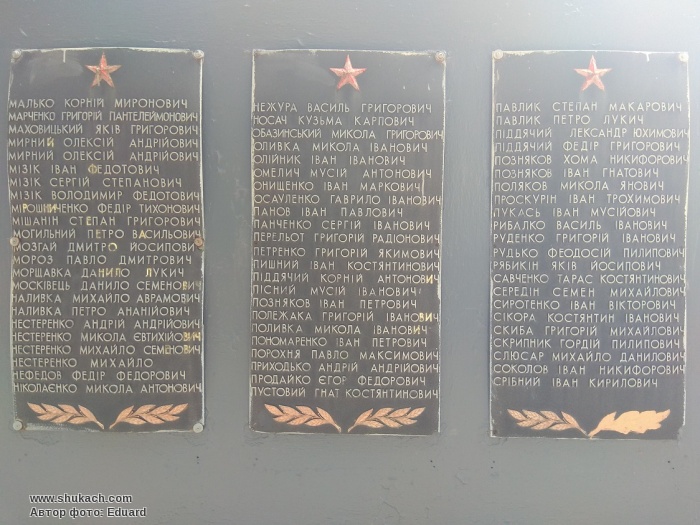 МАЛЬКО КОРНІЙ МИРОНОВИЧ
МАРЧЕНКО ГРИГОРІЙ ПАНТЕЛЕЙМОНОВИЧ
МАХОВИЦЬКИЙ ЯКІВ ГРИГОРОВИЧ
МИРНИЙ ОЛЕКСІЙ АНДРІЙОВИЧ
МИРНИЙ ОЛЕКСІЙ АНДРІЙОВИЧ
МІЗІК ІВАН ФЕДОТОВИЧ
МІЗІК СЕРГІЙ СТЕПАНОВИЧ
МІЗІК ВОЛОДИМИР ФЕДОТОВИЧ
МІРОШНИЧЕНКО ФЕДІР ТИХОНОВИЧ
МІШАНІН СТЕПАН ГРИГОРОВИЧ
МОГИЛЬНИЙ ПЕТРО ВАСИЛЬОВИЧ
МОЗГАЙ ДМИТРО ЙОСИПОВИ
МОРОЗ ПАВЛО ДМИТРОВИЧ
МОРЩАВКА ДАНИЛО ЛУКИЧ
МОСКІВЕЦЬ ДАНИЛО СЕМЕНОВИЧ
НАЛИВКА МИХАЙЛО АВРАМОВИЧ
НАЛИВКА ПЕТРО АНАНІЙОВИЧ
НЕСТЕРЕНКО АНДРІЙ АНДРІЙОВИЧ
НЕСТЕРЕНКО МИКОЛА ЄВТИХІЙОВИЧ
НЕСТЕРЕНКО МИХАЙЛО СЕМЕНОВИЧ
НЕСТЕРЕНКО МИХАЙЛО
НЕФЕДОВ ФЕДІР ФЕДОРОВИЧ
НІКОЛАЄНКО МИКОЛА АНТОНОВИЧ
НЕЖУРА ВАСИЛЬ ГРИГОРОВИЧ
НОСАЧ КУЗЬМА КАРПОВИЧ
ОБАЗИНСЬКИЙ МИКОЛА ГРИГОРОВИЧ
ОЛИВКА МИКОЛА ІВАНОВИЧ
ОЛІЙНИК ІВАН ІВАНОВИЧ
ОМЕЛИЧ МУСІЙ АНТОНОВИЧ
ОНИЩЕНКО ІВАН МАРКОВИЧ
ОСАУЛЕНКО ГАВРИЛО ІВАНОВИЧ
ПАНОВ ІВАН ПАВЛОВИЧ
ПАНЧЕНКО СЕРГІЙ ІВАНОВИЧ
ПЕРЕЛЬОТ ГРИГОРІЙ РАДІОНОВИЧ
ПЕТРЕНКО ГРИГОРІЙ ЯКИМОВИЧ
ПИШНИЙ ІВАН КОСТЯНТИНОВИЧ
ПІДДЯЧИЙ КОРНІЙ АНТОНОВИЧ
ПІСНИЙ МУСІЙ ІВАНОВИЧ
ПОЗНЯКОВ ІВАН ПЕТРОВИЧ
ПОЛЕЖАКА ГРИГОРІЙ ІВАНОВИЧ
ПОЛИВКА МИКОЛА ІВАНОВИЧ
ПОНОМАРЕНКО ІВАН ПЕТРОВИЧ
ПОРОХНЯ ПАВЛО МАКСИМОВИЧ
ПРИХОДЬКО АНДРІЙ АНДРІЙОВИЧ
ПРОДАЙКО ЄГОР ФЕДОРОВИЧ
ПУСТОВИЙ ГНАТ КОСТЯНТИНОВИЧ
ПАВЛИК СТЕПАН МАКАРОВИЧ
ПАВЛИК ПЕТРО ЛУКИЧ
ПІДДЯЧИЙ ЛЕКСАНДР ЮХИМОВИЧ
ПІДДЯЧИЙ ФЕДІР ГРИГОРОВИЧ
ПОЗНЯКОВ ХОМА НИКИФОРОВИЧ
ПОЗНЯКОВ ІВАН ГНАТОВИЧ
ПОЛЯКОВ МИКОЛА ЯНОВИЧ
ПРОСКУРІН ІВАН ТРОХИМОВИЧ
ЛУКАСЬ ІВАН МУСІЙОВИЧ
РИБАЛКО ВАСИЛЬ ІВАНОВИЧ
РУДЕНКО ГРИГОРІЙ ІВАНОВИЧ
РУДЬКО ФЕОДОСІЙ ПИЛИПОВИЧ
РЯБИКІН ЯКІВ ЙОСИПОВИЧ
САВЧЕНКО ТАРАС КОСТЯНТИНОВИЧ
СЕРЕДІН СЕМЕН МИХАЙЛОВИЧ
СИРОТЕНКО ІВАН ВІКТОРОВИЧ
СІКОРА КОСТЯНТИН ІВАНОВИЧ
СКИБА ГРИГОРІЙ МИХАЙЛОВИЧ
СКРИПНИК ГОРДІЙ ПИЛИПОВИЧ
СЛЮСАР МИХАЙЛО ДАНИЛОВИЧ
СОКОЛОВ ІВАН НИКИФОРОВИЧ
СРІБНИЙ ІВАН КИРИЛОВИЧ
www.shukach.com
Автор фото: Eduard